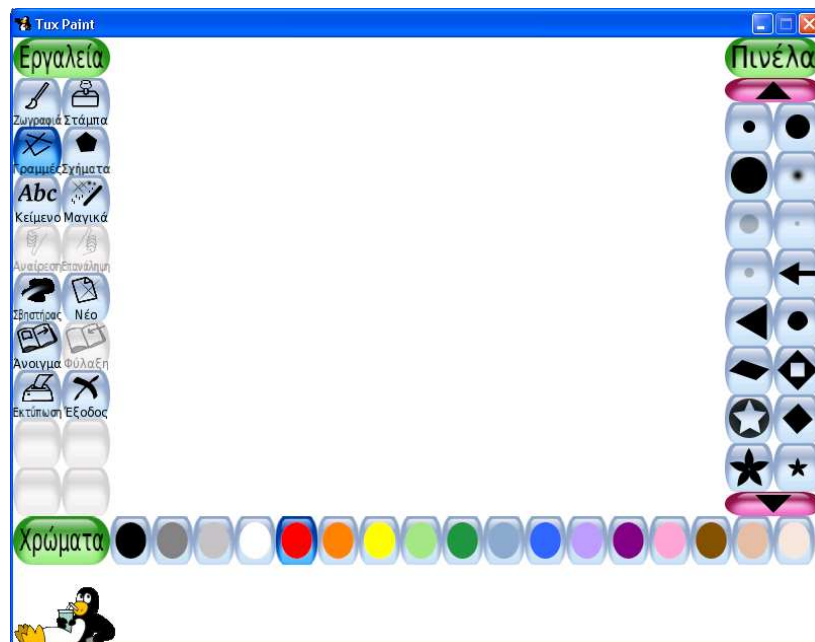 Tux Paint
Εργαλεία
Πινέλα
Ζωγραφιά Στάμπα
Γραμμές Σχήματα
Abc
Κείμενο Μαγικά
Αναίρεση Επανάληψη
Σβηστήρας Νέο
Άνοιγμα Φύλαξη
Εκτύπωση Έξοδος
Χρώματα